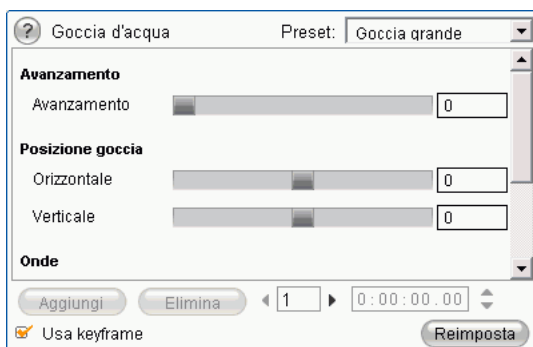 ? Goccia d'acqua Preset: Goccia grande
Avanzamento
Avanzamento 0
Posizione goccia
Orizzontale 0
Verticale 0
Onde
Aggiungi Elimina 1 0:00:00.00
Usa keyframe Reimposta